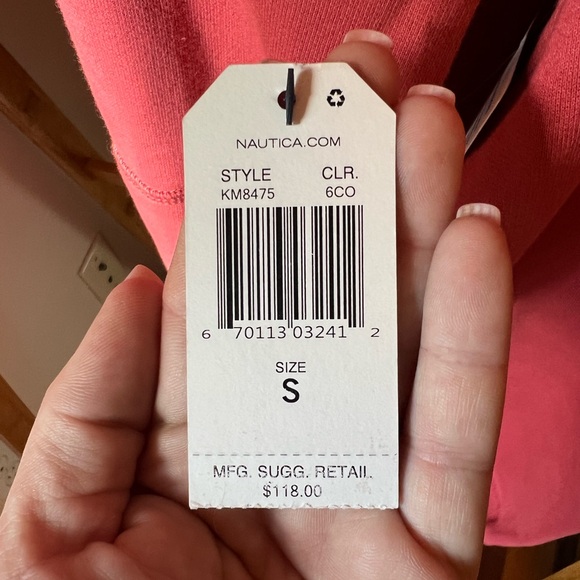 NAUTICA.COM
STYLE CLR.
KM8475 6CO
6 70113 03241 2
SIZE
S
MFG. SUGG. RETAIL
$118.00